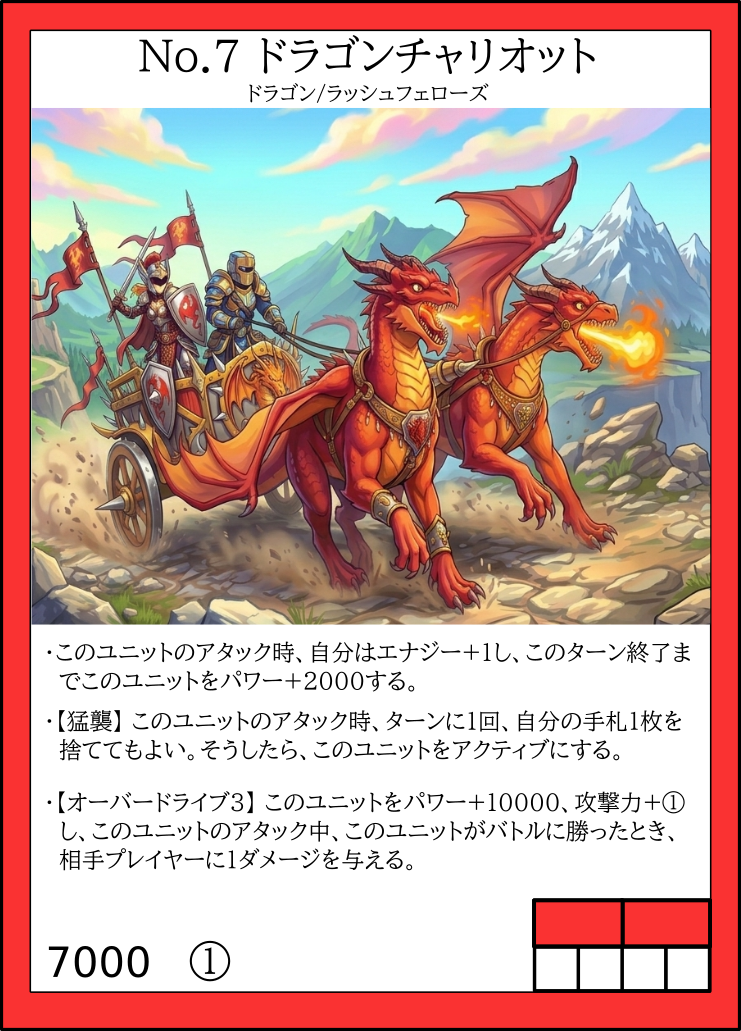 No.7 ドラゴンチャリオット
ドラゴン/ラッシュフェローズ
・このユニットのアタック時、自分はエナジー＋1し、このターン終了ま
でこのユニットをパワー＋2000する。
・【猛襲】 このユニットのアタック時、ターンに1回、自分の手札1枚を
捨ててもよい。そうしたら、このユニットをアクティブにする。
・【オーバードライブ3】 このユニットをパワー＋10000、攻撃力＋①
し、このユニットのアタック中、このユニットがバトルに勝ったとき、
相手プレイヤーに1ダメージを与える。
7000 ①